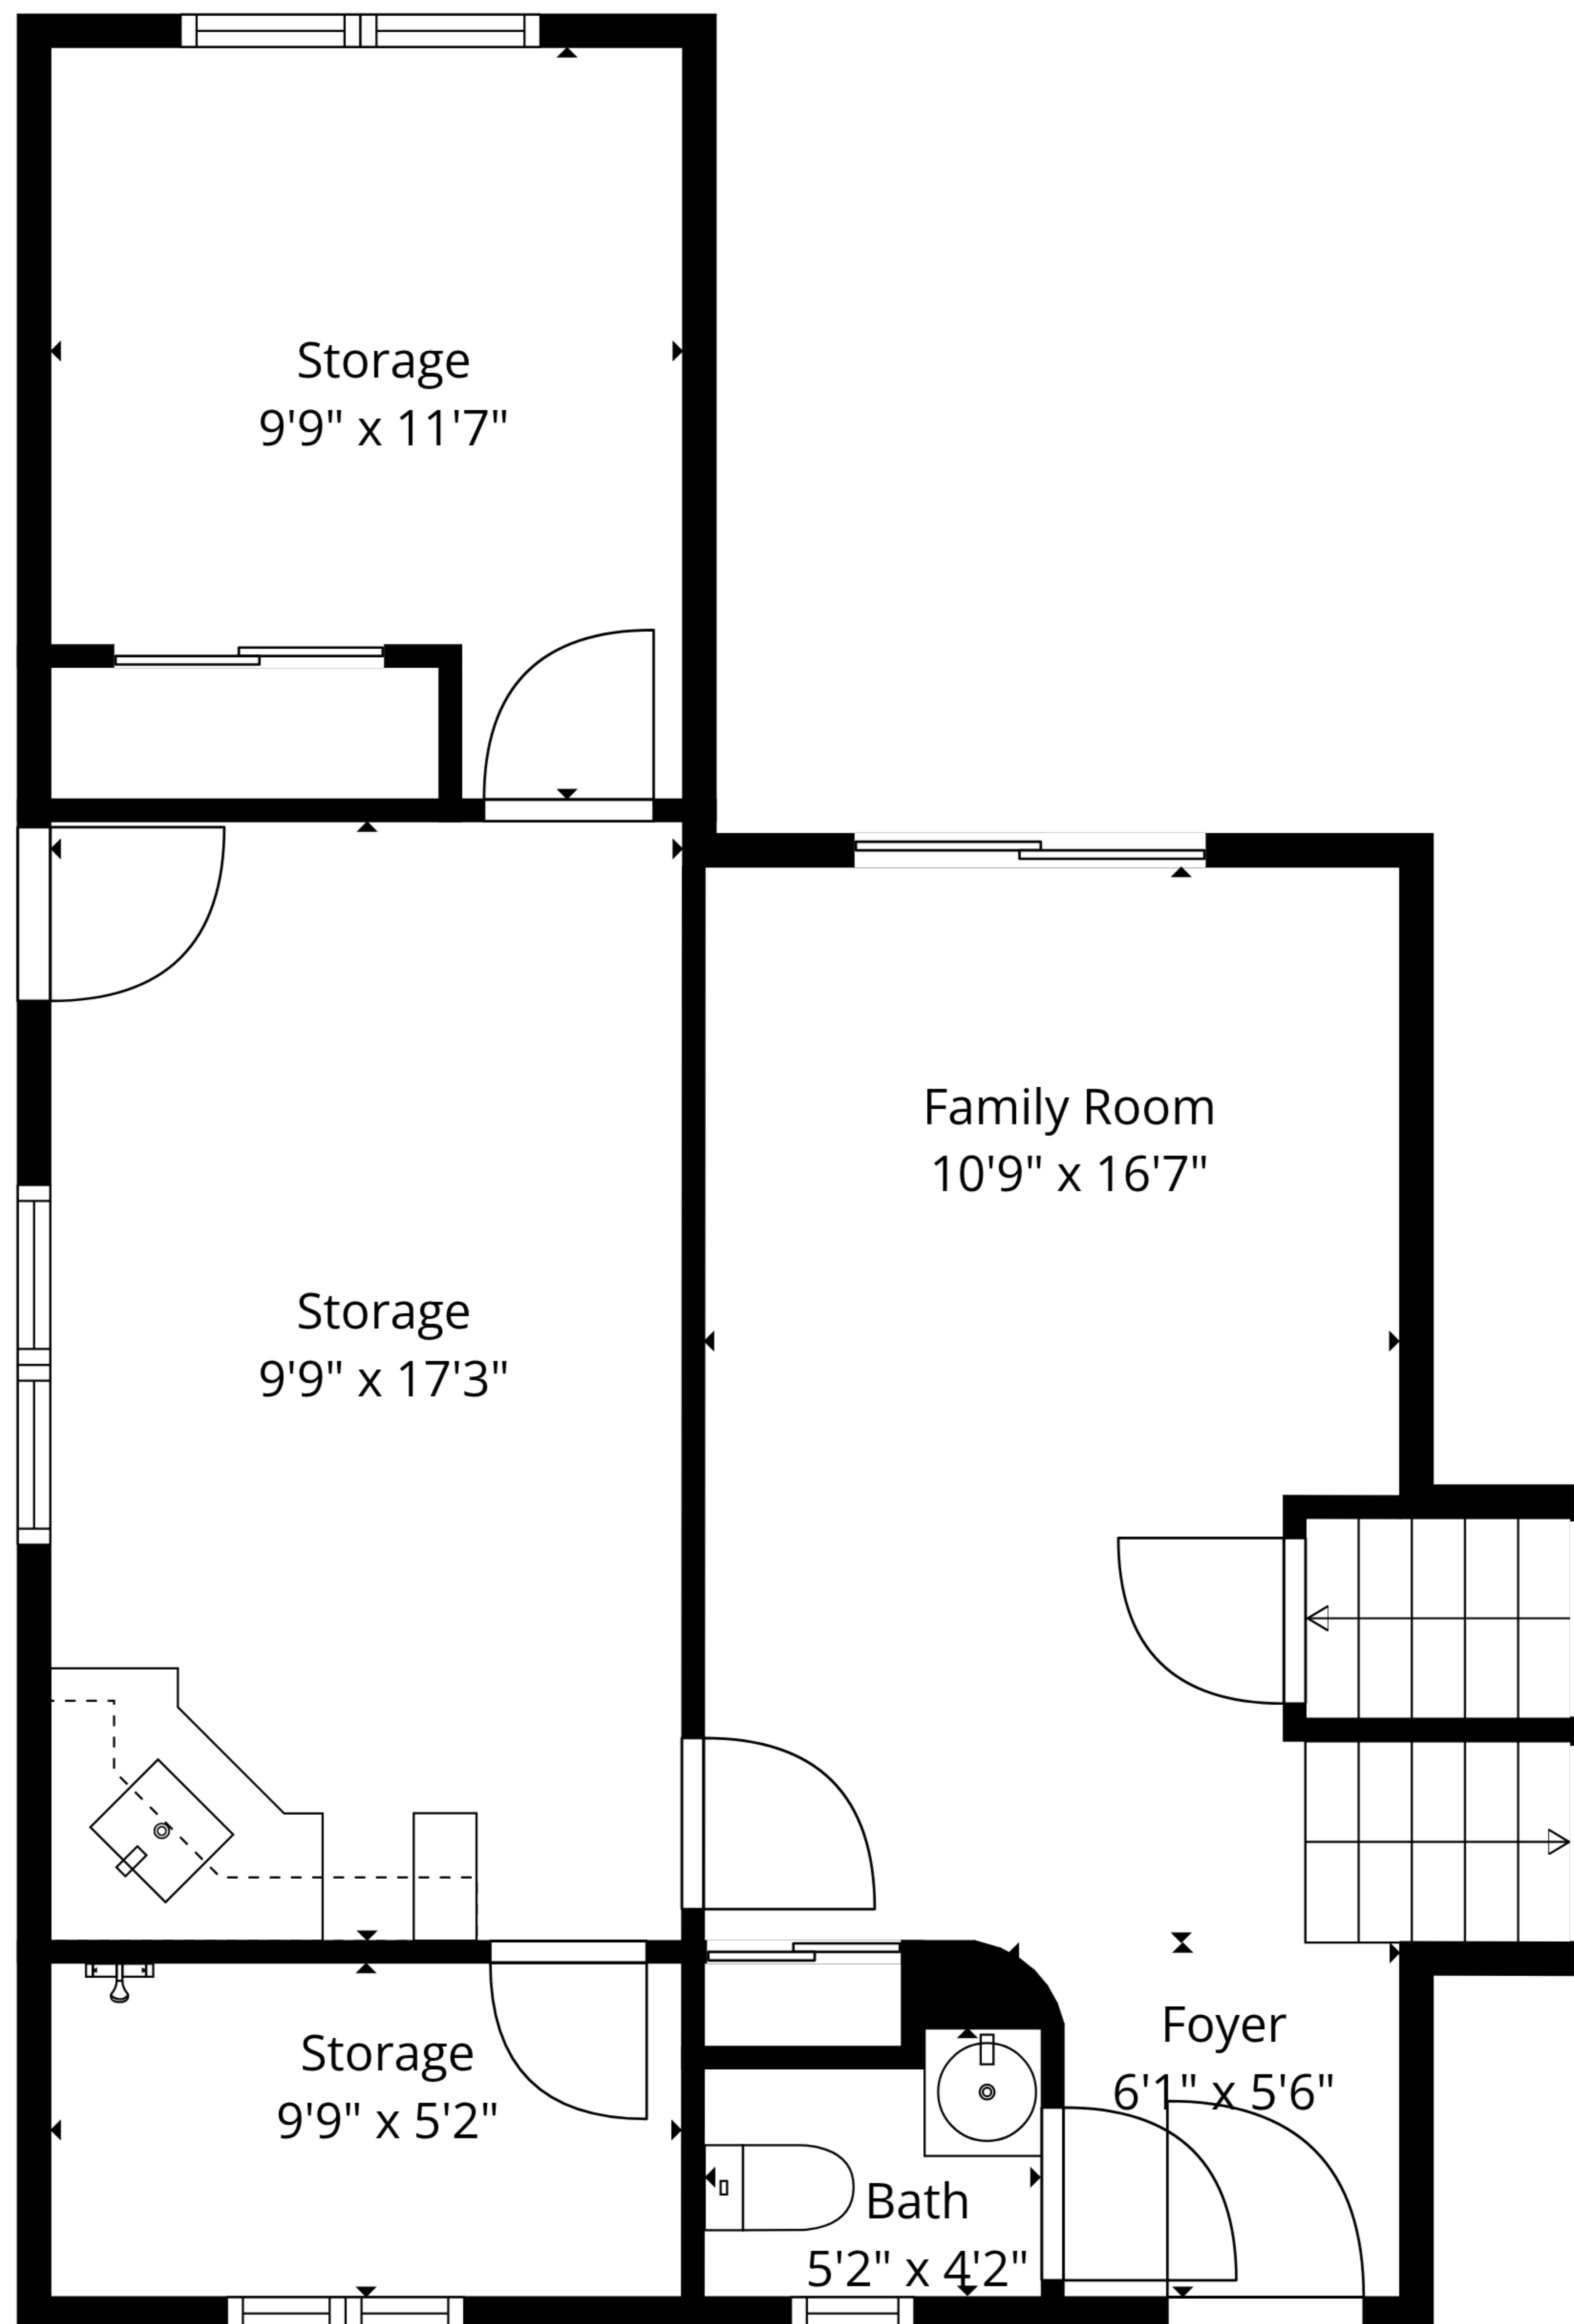 Storage
9'9" x 11'7"
Family Room
10'9" x 16'7"
Storage
9'9" x 17'3"
Foyer
6'1" x 5'6"
Storage
9'9" x 5'2"
Bath
5'2" x 4'2"